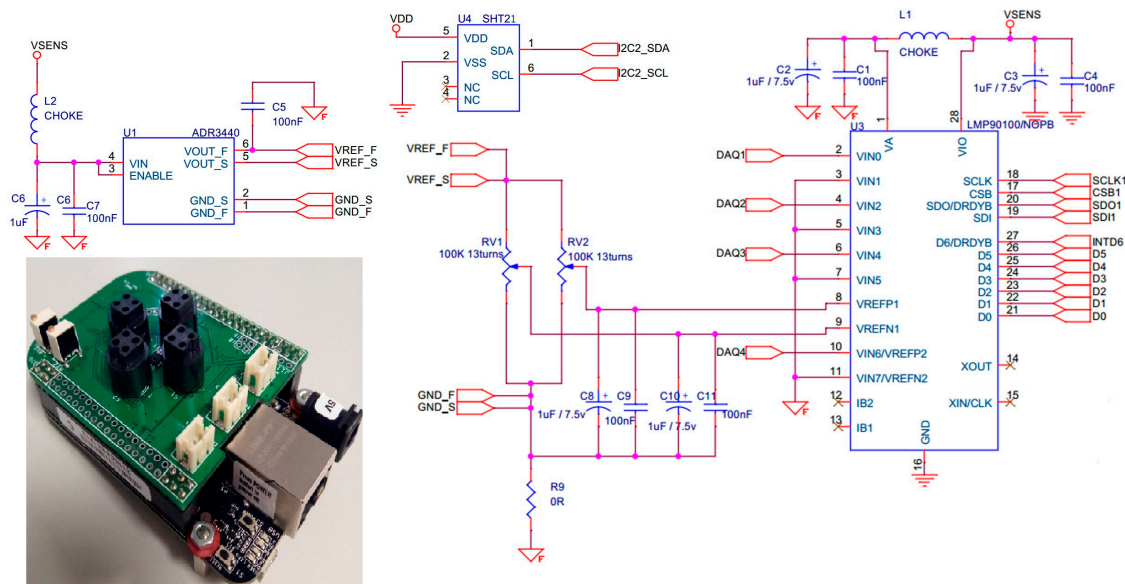 VSENS
L2
CHOKE
U1
ADR3440
4
VIN
3
ENABLE
VOUT_F
6
VREF_F
VOUT_S
5
VREF_S
GND_S
2
GND_S
GND_F
1
GND_F
C5
100nF
F
C6
1uF
C6
C7
100nF
F
F
VDD
U4
SHT21
5
VDD
2
VSS
3
NC
4
NC
SDA
1
I2C2_SDA
SCL
6
I2C2_SCL
VREF_F
VREF_S
RV1
100K 13turns
RV2
100K 13turns
GND_F
GND_S
C8
1uF / 7.5v
C9
100nF
C10
1uF / 7.5v
C11
100nF
R9
0R
F
L1
VSENS
CHOKE
C2
1uF / 7.5v
C1
100nF
C3
1uF / 7.5v
C4
100nF
F
F
F
F
1
28
U3
LMP90100/NOPB
VA
VIO
DAQ1
2
VIN0
3
VIN1
DAQ2
4
VIN2
5
VIN3
DAQ3
6
VIN4
7
VIN5
8
VREFP1
9
VREFN1
DAQ4
10
VIN6/VREFP2
11
VIN7/VREFN2
F
12
IB2
13
IB1
GND
16
SCLK
18
SCLK1
CSB
17
CSB1
SDO/DRDYB
20
SDO1
SDI
19
SDI1
D6/DRDYB
27
INTD6
D5
26
D5
D4
25
D4
D3
24
D3
D2
23
D2
D1
22
D1
D0
21
D0
XOUT
14
XIN/CLK
15